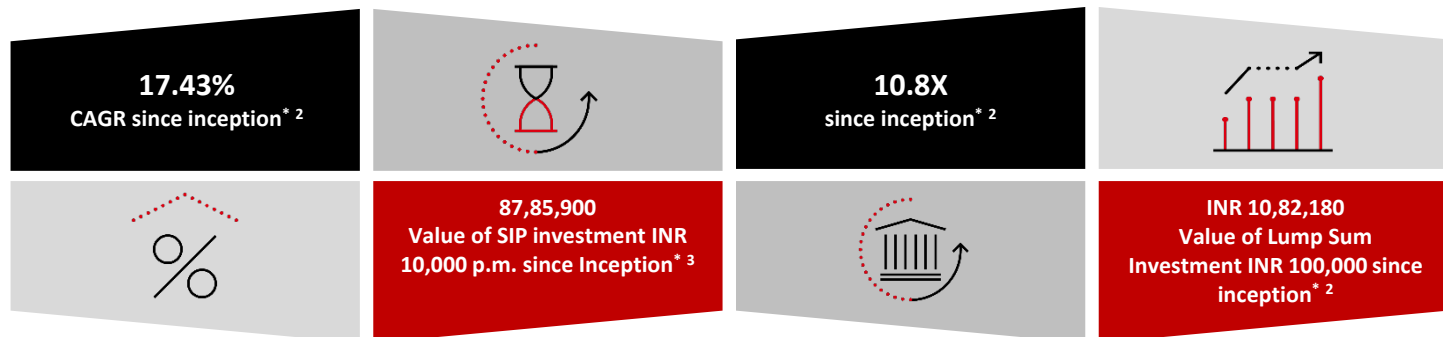 17.43%
CAGR since inception* 2
10.8X
since inception* 2
87,85,900
Value of SIP investment INR
10,000 p.m. since Inception* 3
INR 10,82,180
Value of Lump Sum
Investment INR 100,000 since
inception* 2